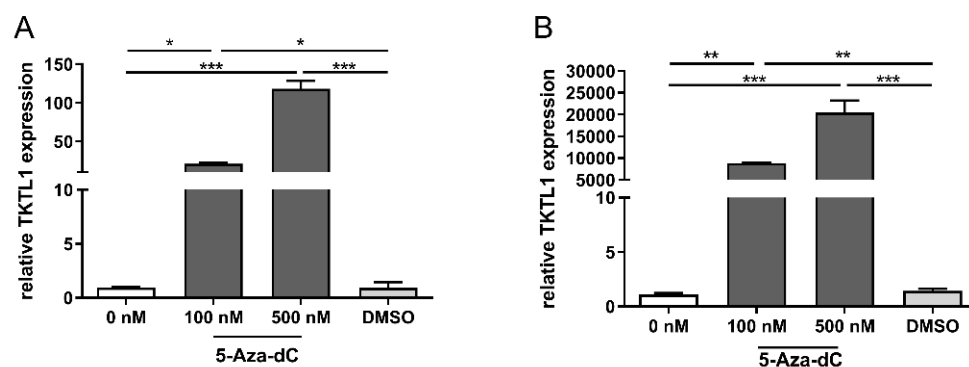 A
* *
*** ***
relative TKTL1 expression
150
100
50
10
5
0
0 nM 100 nM 500 nM DMSO
5-Aza-dC
B
** **
*** ***
relative TKTL1 expression
30000
25000
20000
15000
10000
5000
10
5
0
0 nM 100 nM 500 nM DMSO
5-Aza-dC